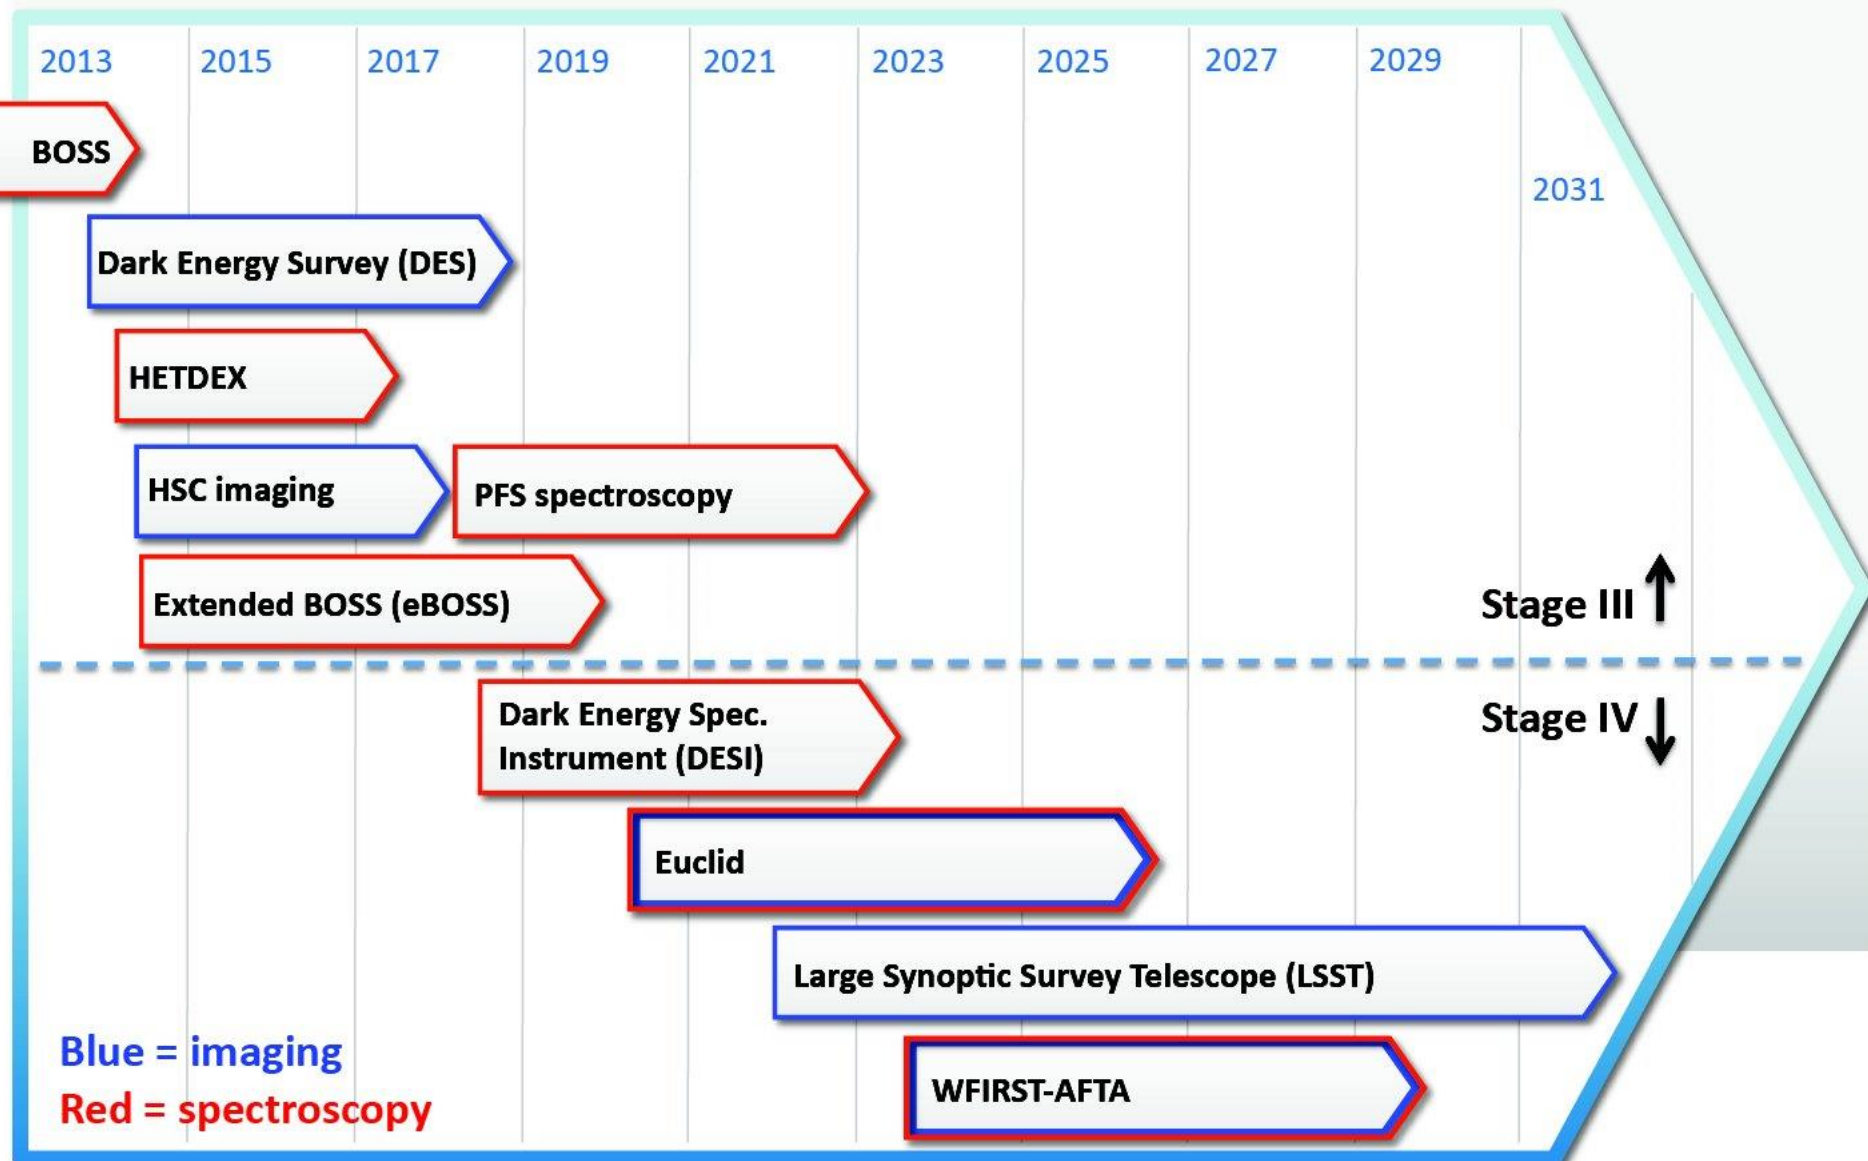 2013 2015 2017 2019 2021 2023 2025 2027 2029
BOSS
2031
Dark Energy Survey (DES)
HETDEX
HSC imaging
PFS spectroscopy
Extended BOSS (eBOSS)
Stage III
Dark Energy Spec.
Instrument (DESI)
Stage IV
Euclid
Large Synoptic Survey Telescope (LSST)
Blue = imaging
WFIRST-AFTA
Red = spectroscopy